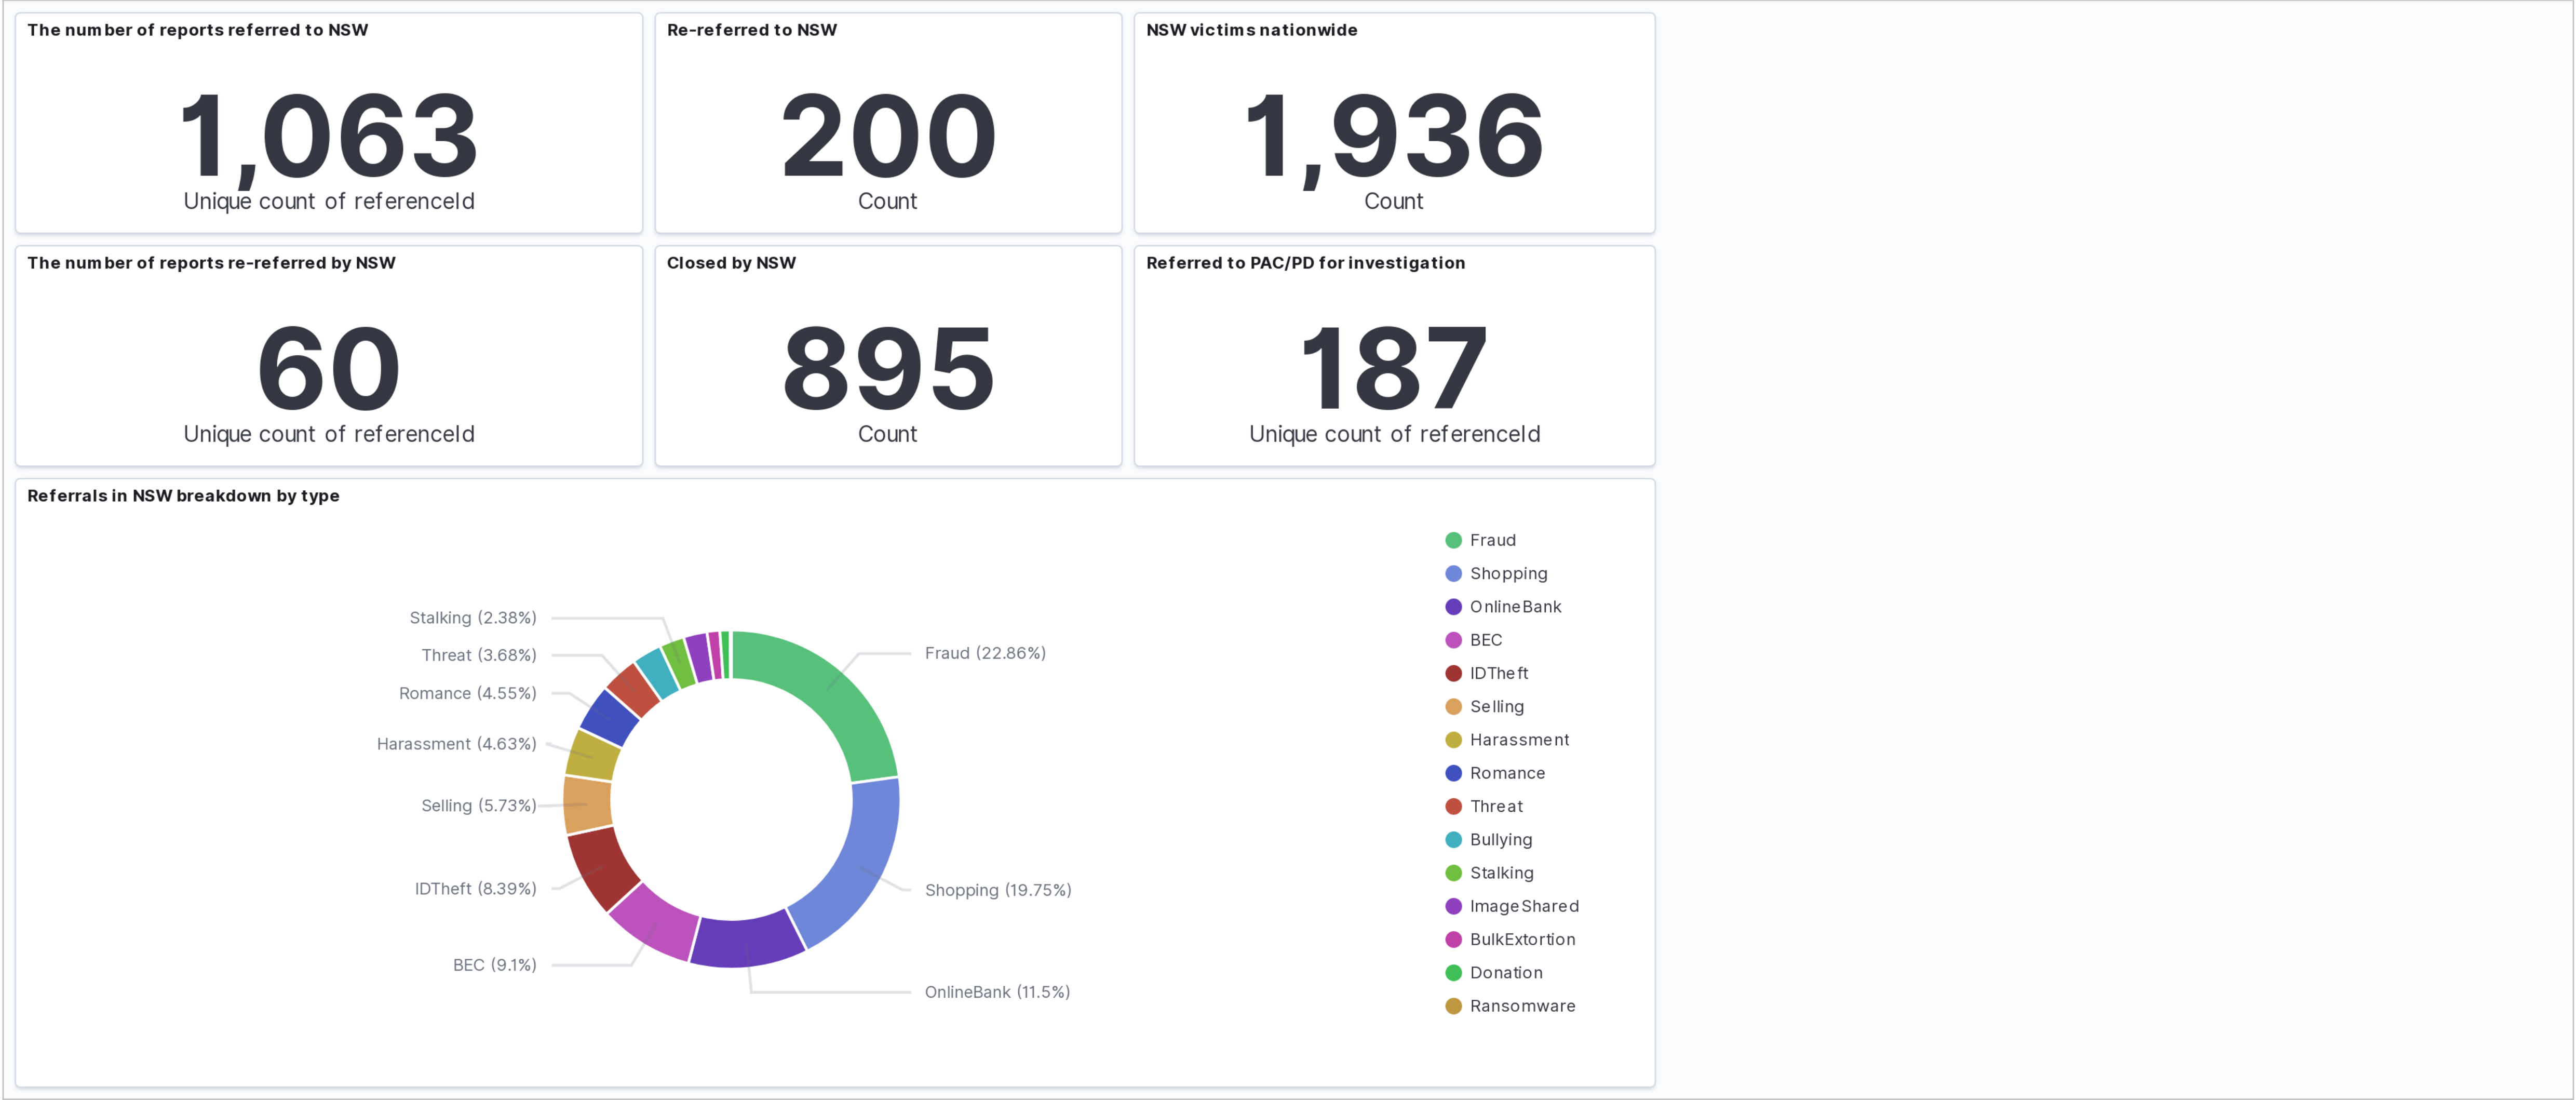 The number of reports referred to NSW
1,063
Unique count of referenceId
Re-referred to NSW
200
Count
NSW victims nationwide
1,936
Count
The number of reports re-referred by NSW
60
Unique count of referenceId
Closed by NSW
895
Count
Referred to PAC/PD for investigation
187
Unique count of referenceId
Referrals in NSW breakdown by type
Stalking (2.38%)
Threat (3.68%)
Romance (4.55%)
Harassment (4.63%)
Selling (5.73%)
IDTheft (8.39%)
BEC (9.1%)
Fraud (22.86%)
Shopping (19.75%)
OnlineBank (11.5%)
Fraud
Shopping
OnlineBank
BEC
IDTheft
Selling
Harassment
Romance
Threat
Bullying
Stalking
ImageShared
BulkExtortion
Donation
Ransomware